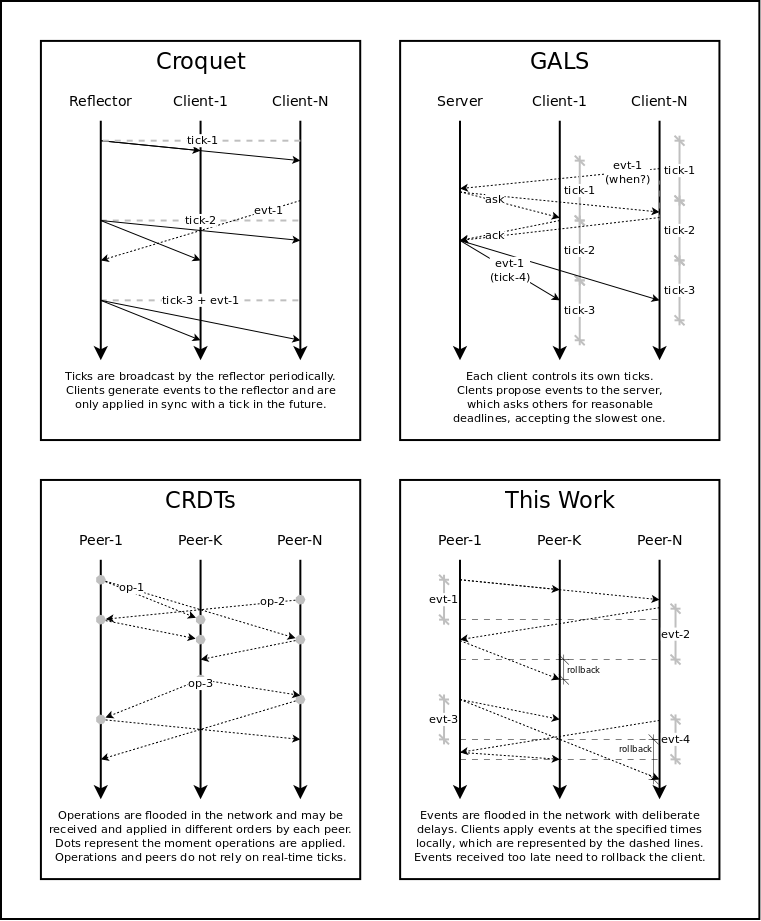 Croquet
Reflector Client-1 Client-N
tick-1
evt-1
tick-2
tick-3 + evt-1
Ticks are broadcast by the reflector periodically.
Clients generate events to the reflector and are
only applied in sync with a tick in the future.
GALS
Server Client-1 Client-N
evt-1
(when?)
tick-1
tick-1
ask
tick-2
ack
tick-2
evt-1
(tick-4)
tick-3
tick-3
Each client controls its own ticks.
Clents propose events to the server,
which asks others for reasonable
deadlines, accepting the slowest one.
CRDTs
Peer-1 Peer-K Peer-N
op-1
op-2
op-3
Operations are flooded in the network and may be
received and applied in different orders by each peer.
Dots represent the moment operations are applied.
Operations and peers do not rely on real-time ticks.
This Work
Peer-1 Peer-K Peer-N
evt-1
evt-2
rollback
evt-3
evt-4
rollback
Events are flooded in the network with deliberate
delays. Clients apply events at the specified times
locally, which are represented by the dashed lines.
Events received too late need to rollback the client.